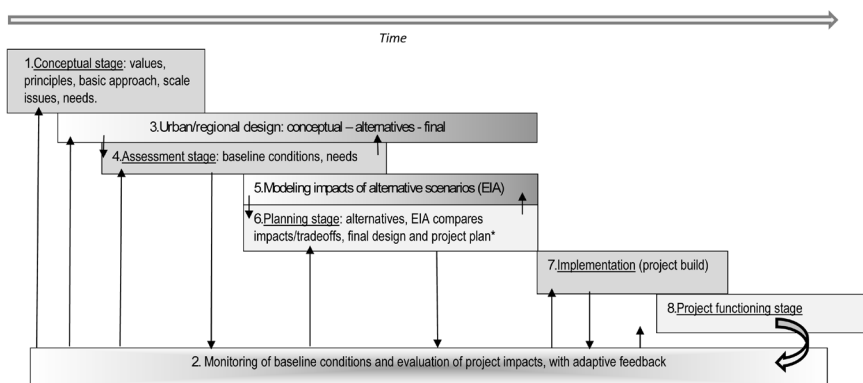 Time
1.Conceptual stage: values,
principles, basic approach, scale
issues, needs.
3.Urban/regional design: conceptual – alternatives - final
4.Assessment stage: baseline conditions, needs
5.Modeling impacts of alternative scenarios (EIA)
6.Planning stage: alternatives, EIA compares
impacts/tradeoffs, final design and project plan*
7.Implementation (project build)
8.Project functioning stage
2. Monitoring of baseline conditions and evaluation of project impacts, with adaptive feedback